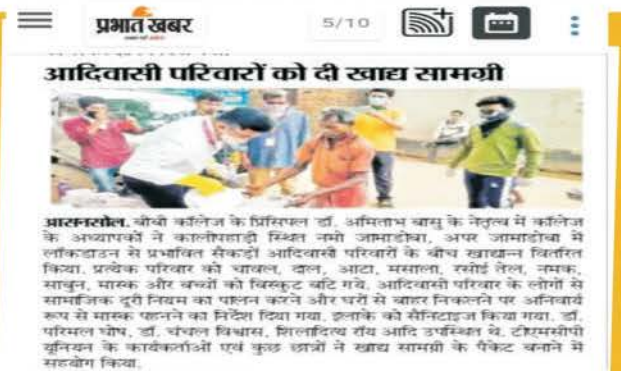 प्रभात खबर
5/10
आदिवासी परिवारों को दी खाद्य सामग्री
आसनसोल. बीबी कॉलेज के प्रिंसिपल डॉ. अमिताभ बासु के नेतृत्व में कॉलेज
के अध्यापकों ने कालीपहाड़ी स्थित नमो जामाडोबा, अपर जामाडोबा में
लॉकडाउन से प्रभावित सैकड़ों आदिवासी परिवारों के बीच खाद्यान्न वितरित
किया. प्रत्येक परिवार को चावल, दाल, आटा, मसाला, रसोई तेल, नमक,
साबुन, मास्क और बच्चों को बिस्कुट बांटे गये. आदिवासी परिवार के लोगों से
सामाजिक दूरी नियम का पालन करने और घरों से बाहर निकलने पर अनिवार्य
रूप से मास्क पहनने का निर्देश दिया गया. इलाके को सैनिटाइज किया गया. डॉ.
परिमल घोष, डॉ. चंचल विश्वास, शिलादित्य रॉय आदि उपस्थित थे. टीएमसीपी
यूनियन के कार्यकर्ताओं एवं कुछ छात्रों ने खाद्य सामग्री के पैकेट बनाने में
सहयोग किया.